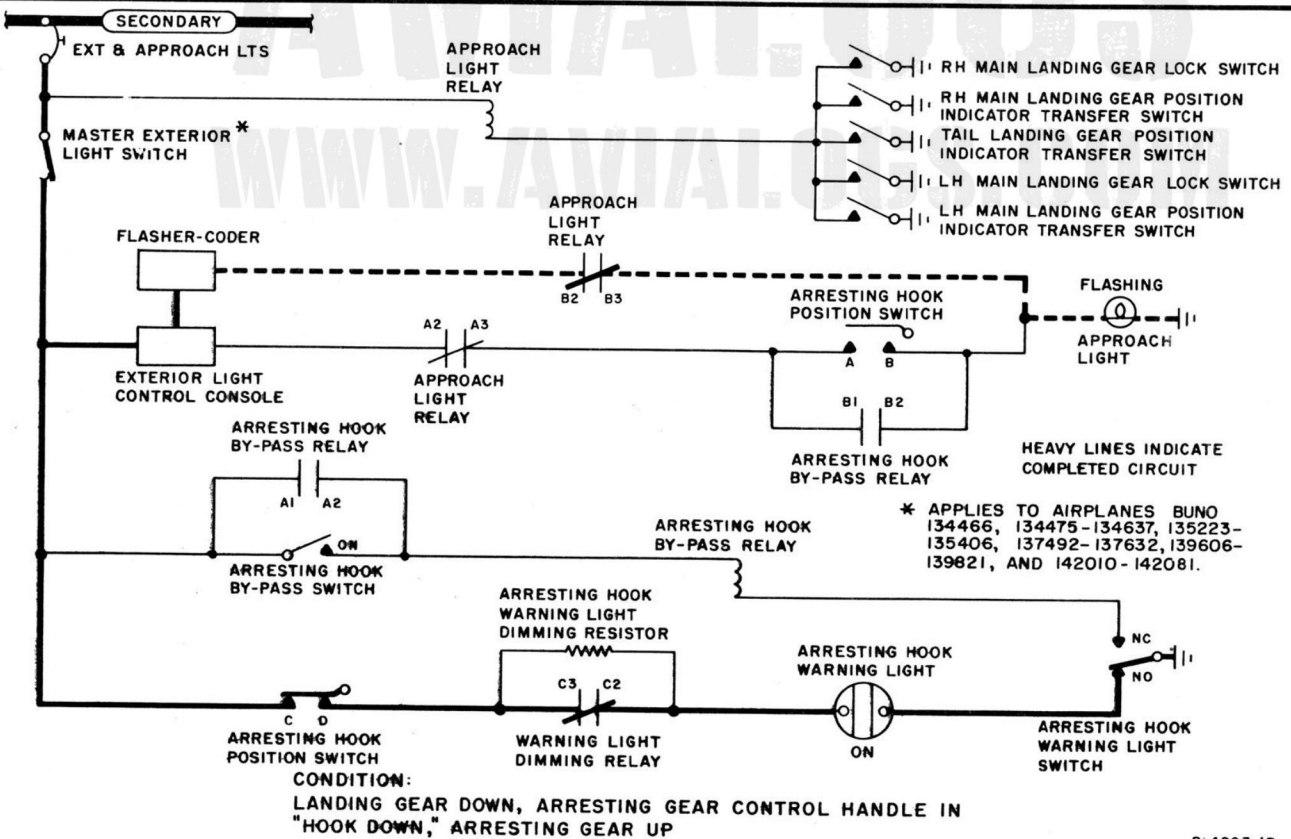 AVIALOGS
WWW.AVIALOGS.COM
SECONDARY
EXT & APPROACH LTS
APPROACH
LIGHT
RELAY
RH MAIN LANDING GEAR LOCK SWITCH
RH MAIN LANDING GEAR POSITION
INDICATOR TRANSFER SWITCH
TAIL LANDING GEAR POSITION
INDICATOR TRANSFER SWITCH
LH MAIN LANDING GEAR LOCK SWITCH
LH MAIN LANDING GEAR POSITION
INDICATOR TRANSFER SWITCH
MASTER EXTERIOR *
LIGHT SWITCH
FLASHER-CODER
APPROACH
LIGHT
RELAY
B2 B3
ARRESTING HOOK
POSITION SWITCH
A B
FLASHING
APPROACH
LIGHT
A2 A3
APPROACH
LIGHT
RELAY
EXTERIOR LIGHT
CONTROL CONSOLE
B1 B2
ARRESTING HOOK
BY-PASS RELAY
HEAVY LINES INDICATE
COMPLETED CIRCUIT
* APPLIES TO AIRPLANES BUNO
134466, 134475-134637, 135223-
135406, 137492-137632, 139606-
139821, AND 142010-142081.
ARRESTING HOOK
BY-PASS RELAY
A1 A2
ON
ARRESTING HOOK
BY-PASS SWITCH
ARRESTING HOOK
BY-PASS RELAY
ARRESTING HOOK
WARNING LIGHT
DIMMING RESISTOR
C3 C2
WARNING LIGHT
DIMMING RELAY
ARRESTING HOOK
WARNING LIGHT
ON
NC
NO
ARRESTING HOOK
WARNING LIGHT
SWITCH
C D
ARRESTING HOOK
POSITION SWITCH
CONDITION:
LANDING GEAR DOWN, ARRESTING GEAR CONTROL HANDLE IN
"HOOK DOWN," ARRESTING GEAR UP